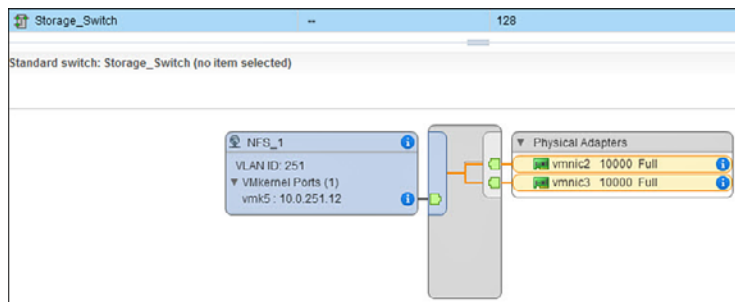 Storage_Switch -- 128
Standard switch: Storage_Switch (no item selected)
NFS_1
VLAN ID: 251
VMkernel Ports (1)
vmk5 : 10.0.251.12
Physical Adapters
vmnic2 10000 Full
vmnic3 10000 Full